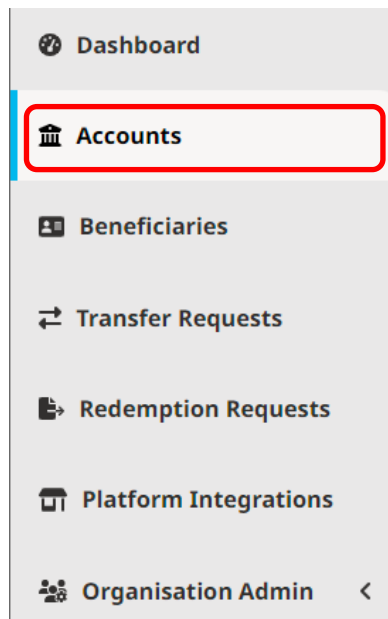 Dashboard
Accounts
Beneficiaries
Transfer Requests
Redemption Requests
Platform Integrations
Organisation Admin